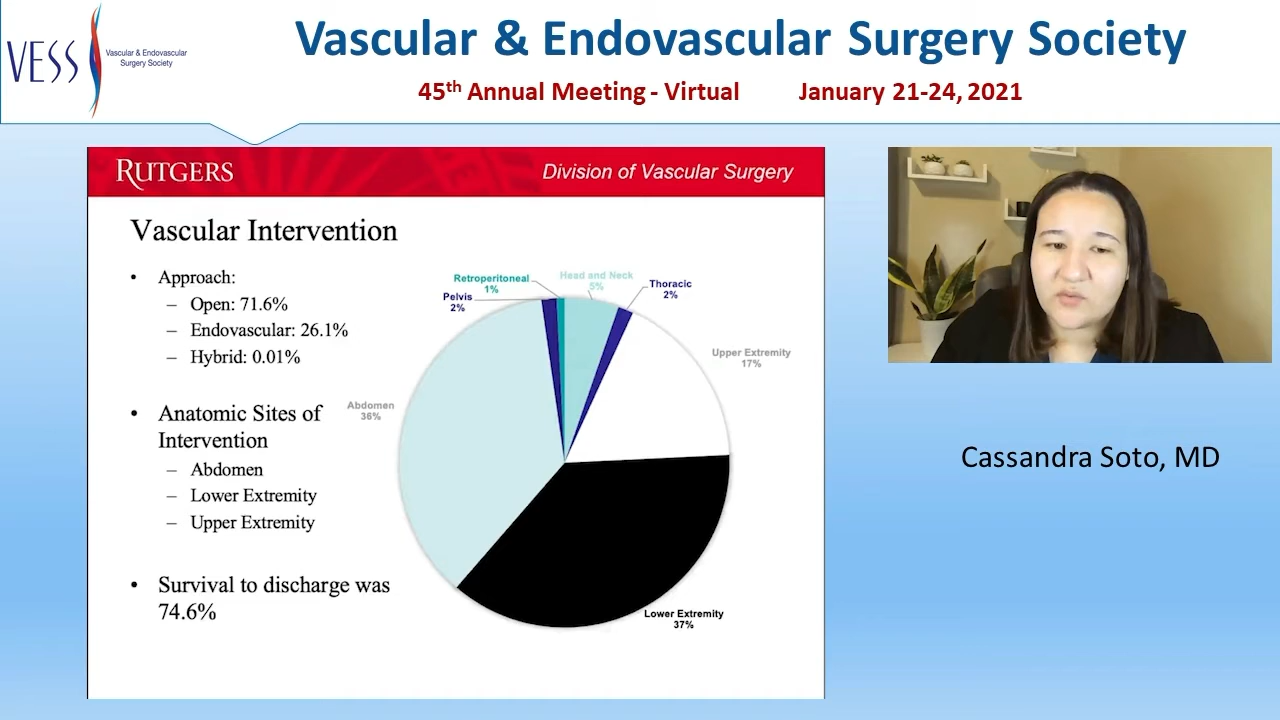 VESS
Vascular & Endovascular
Surgery Society
Vascular & Endovascular Surgery Society
45th Annual Meeting - Virtual January 21-24, 2021
RUTGERS
Division of Vascular Surgery
Vascular Intervention
• Approach:
– Open: 71.6%
– Endovascular: 26.1%
– Hybrid: 0.01%
• Anatomic Sites of
Intervention
– Abdomen
– Lower Extremity
– Upper Extremity
• Survival to discharge was
74.6%
Pelvis
2%
Retroperitoneal
1%
Head and Neck
5%
Thoracic
2%
Upper Extremity
17%
Abdomen
36%
Lower Extremity
37%
Cassandra Soto, MD